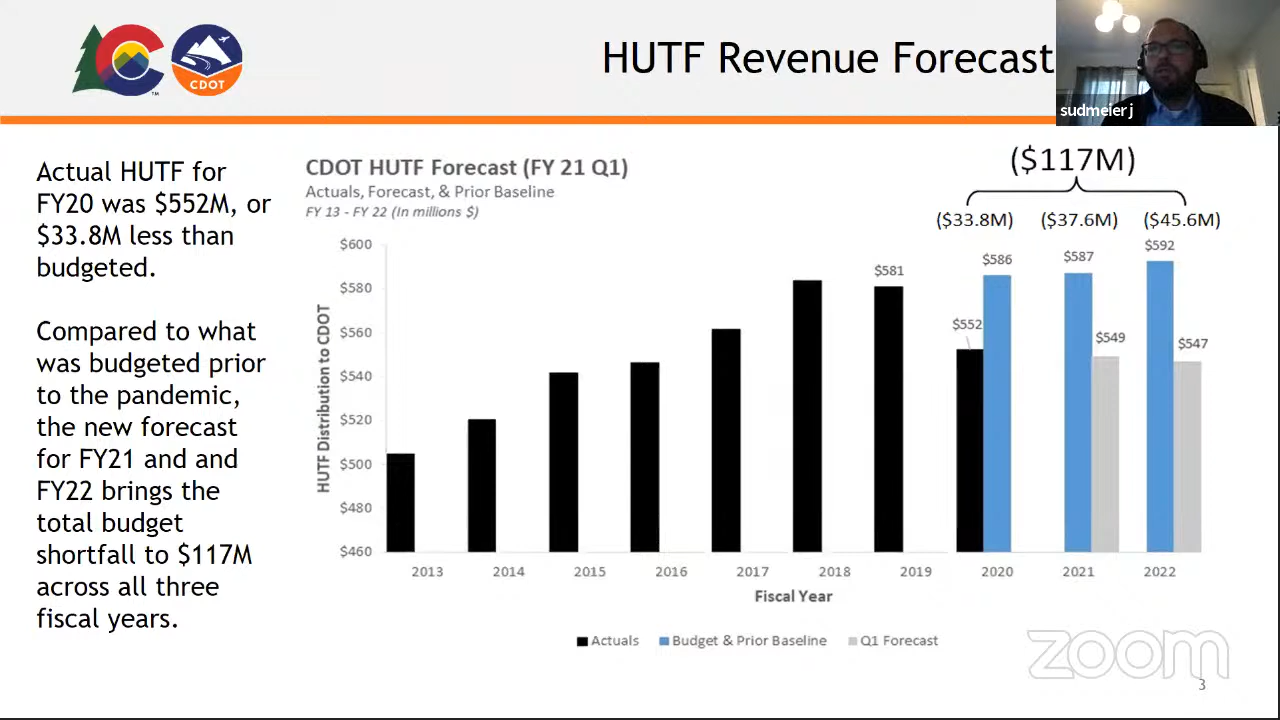 HUTF Revenue Forecast
CDOT
TM
sudmeierj
Actual HUTF for
FY20 was $552M, or
$33.8M less than
budgeted.
Compared to what
was budgeted prior
to the pandemic,
the new forecast
for FY21 and and
FY22 brings the
total budget
shortfall to $117M
across all three
fiscal years.
CDOT HUTF Forecast (FY 21 Q1)
Actuals, Forecast, & Prior Baseline
FY 13 - FY 22 (In millions $)
($117M)
($33.8M) ($37.6M) ($45.6M)
HUTF Distribution to CDOT
$600
$580
$560
$540
$520
$500
$480
$460
$581
$552
$586
$587
$549
$592
$547
2013 2014 2015 2016 2017 2018 2019 2020 2021 2022
Fiscal Year
Actuals Budget & Prior Baseline Q1 Forecast
zoom
3